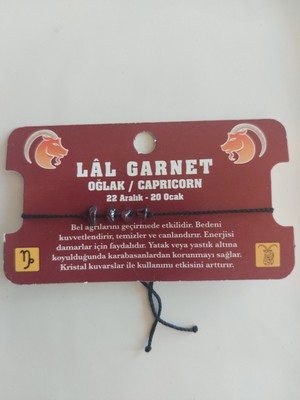 LÂL GARNET
OĞLAK / CAPRICORN
22 Aralık - 20 Ocak
Bel ağrılarını geçirmede etkilidir. Bedeni
kuvvetlendirir, temizler ve canlandırır. Enerjisi
damarlar için faydalıdır. Yatak veya yastık altına
koyulduğunda karabasanlardan korunmayı sağlar.
Kristal kuvarslar ile kullanımı etkisini artırır.